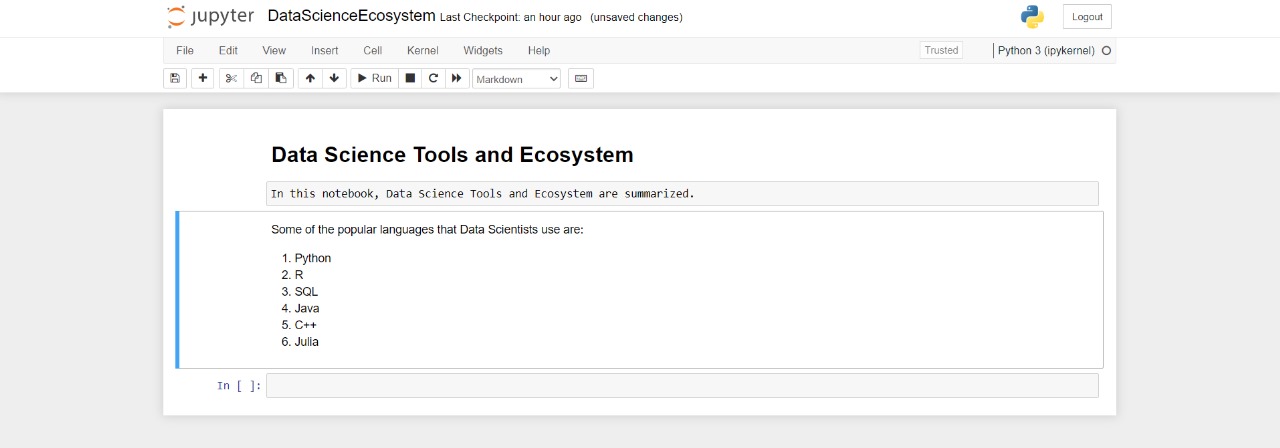 jupyter DataScienceEcosystem Last Checkpoint: an hour ago (unsaved changes) Logout
File Edit View Insert Cell Kernel Widgets Help Trusted Python 3 (ipykernel)
Run Markdown
Data Science Tools and Ecosystem
In this notebook, Data Science Tools and Ecosystem are summarized.
Some of the popular languages that Data Scientists use are:
1. Python
2. R
3. SQL
4. Java
5. C++
6. Julia
In [ ]: